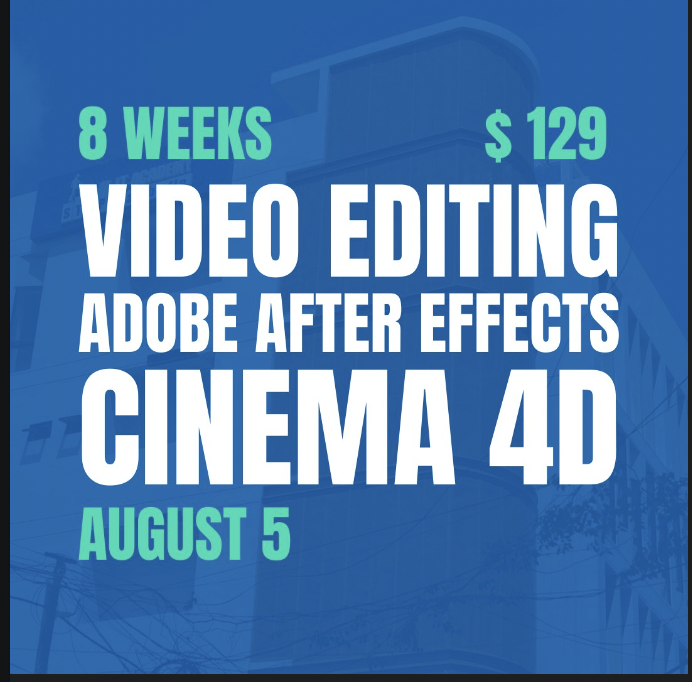 8 WEEKS $ 129
VIDEO EDITING
ADOBE AFTER EFFECTS
CINEMA 4D
AUGUST 5